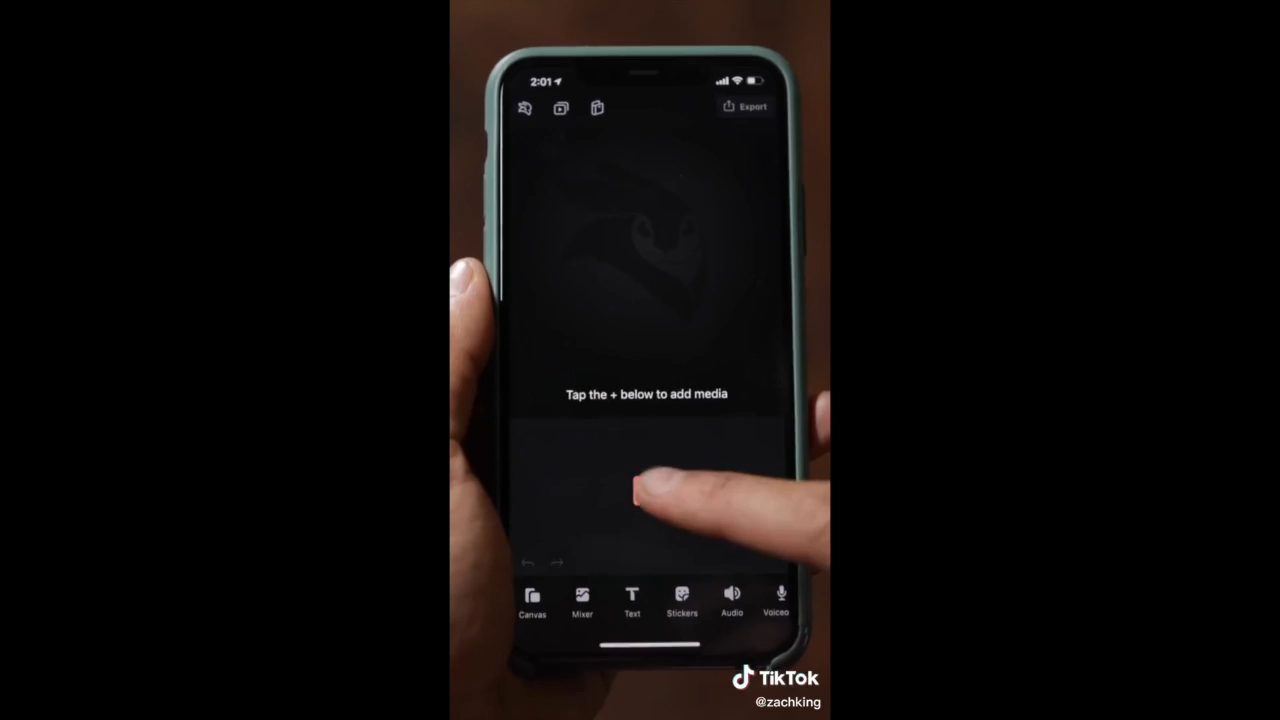 2:01
Export
Tap the + below to add media
Canvas
Mixer
Text
Stickers
Audio
Voiceo
TikTok
@zachking